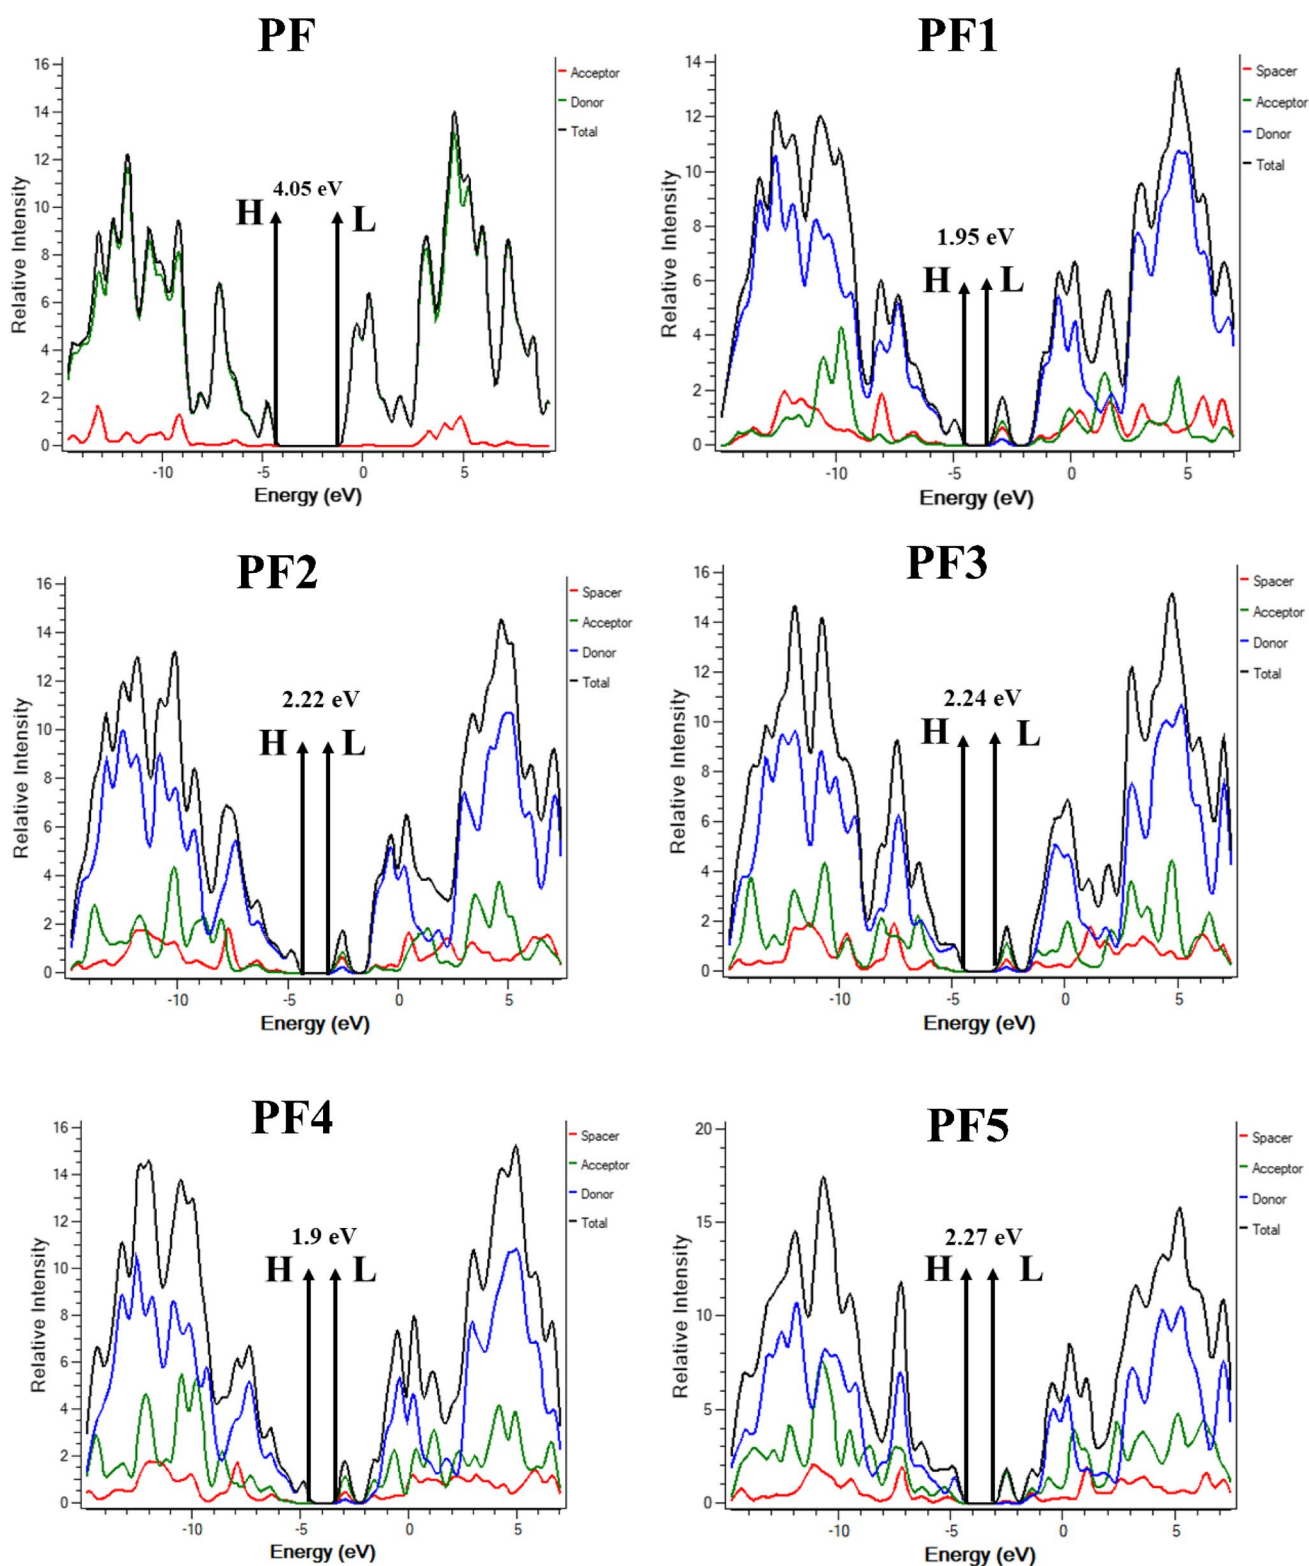 PF
16
14
12
10
8
6
4
2
0
Relative Intensity
4.05 eV
H
L
Acceptor
Donor
Total
-10
-5
0
5
Energy (eV)
PF1
14
12
10
8
6
4
2
0
Relative Intensity
1.95 eV
H
L
Spacer
Acceptor
Donor
Total
-10
-5
0
5
Energy (eV)
PF2
16
14
12
10
8
6
4
2
0
Relative Intensity
2.22 eV
H
L
Spacer
Acceptor
Donor
Total
-10
-5
0
5
Energy (eV)
PF3
16
14
12
10
8
6
4
2
0
Relative Intensity
2.24 eV
H
L
Spacer
Acceptor
Donor
Total
-10
-5
0
5
Energy (eV)
PF4
16
14
12
10
8
6
4
2
0
Relative Intensity
1.9 eV
H
L
Spacer
Acceptor
Donor
Total
-10
-5
0
5
Energy (eV)
PF5
20
15
10
5
0
Relative Intensity
2.27 eV
H
L
Spacer
Acceptor
Donor
Total
-10
-5
0
5
Energy (eV)